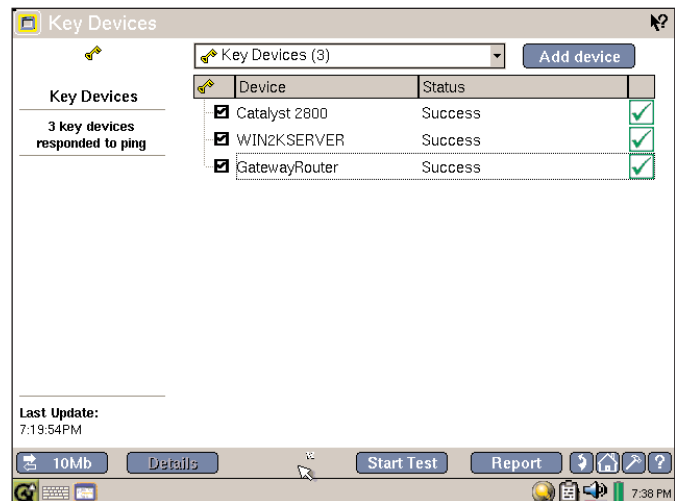 Key Devices
?
Key Devices (3)
Add device
Key Devices
3 key devices
responded to ping
Device Status
Catalyst 2800 Success
WIN2KSERVER Success
GatewayRouter Success
Last Update:
7:19:54PM
10Mb Details Start Test Report ?
7:38 PM